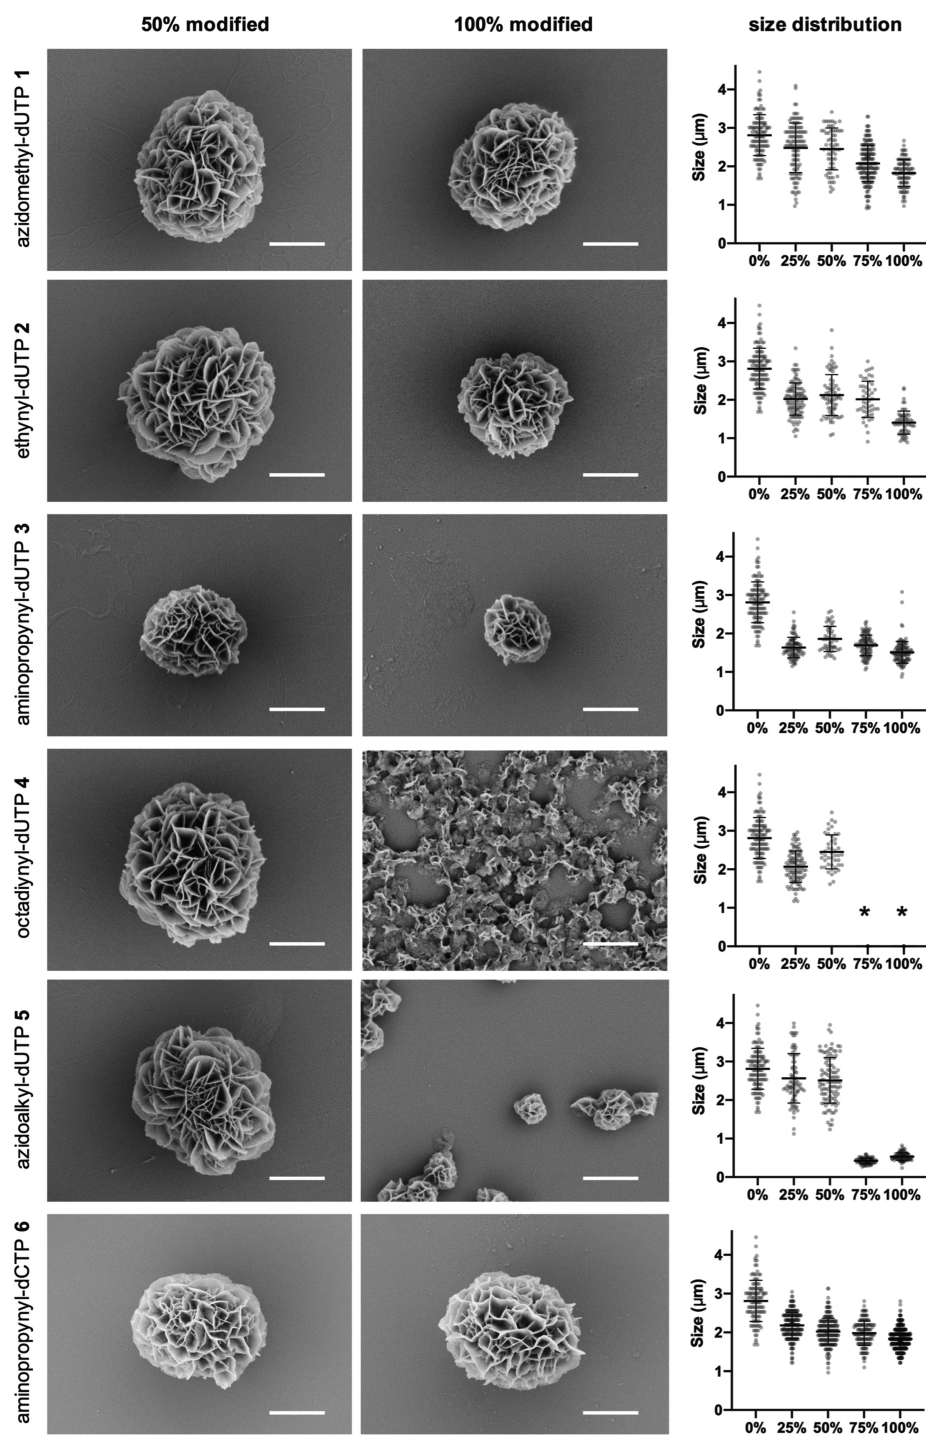 50% modified 100% modified size distribution
azidomethyl-dUTP 1
Size (µm)
4
3
2
1
0
0% 25% 50% 75% 100%
ethynyl-dUTP 2
Size (µm)
4
3
2
1
0
0% 25% 50% 75% 100%
aminopropynyl-dUTP 3
Size (µm)
4
3
2
1
0
0% 25% 50% 75% 100%
octadiynyl-dUTP 4
Size (µm)
4
3
2
1
0
* *
0% 25% 50% 75% 100%
azidoalkyl-dUTP 5
Size (µm)
4
3
2
1
0
0% 25% 50% 75% 100%
aminopropynyl-dCTP 6
Size (µm)
4
3
2
1
0
0% 25% 50% 75% 100%